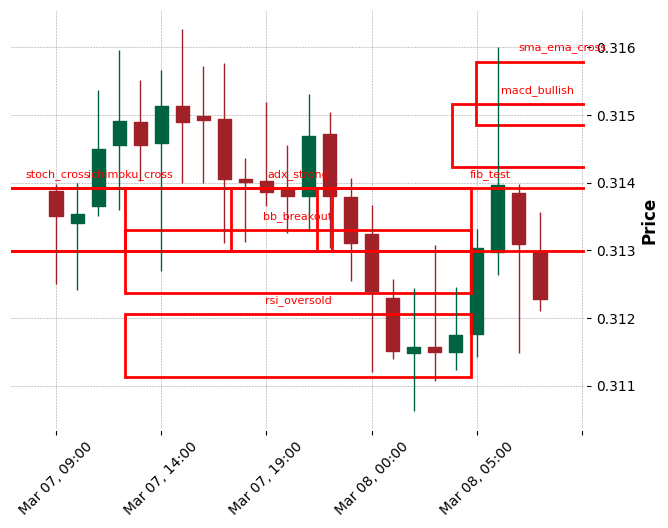 sma_ema_cross
0.316
macd_bullish
0.315
stoch_cross
ichimoku_cross
adx_strong
fib_test
0.314
bb_breakout
0.313
rsi_oversold
0.312
0.311
Price
Mar 07, 09:00
Mar 07, 14:00
Mar 07, 19:00
Mar 08, 00:00
Mar 08, 05:00